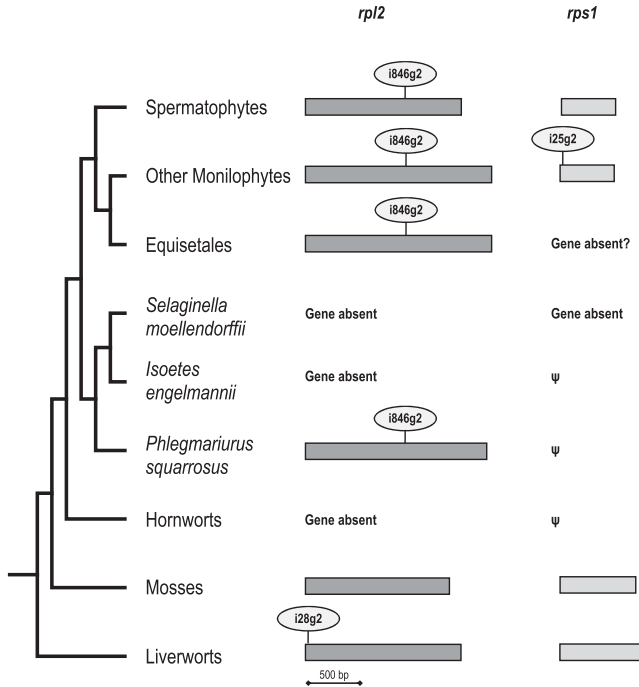 rpl2 rps1
i846g2
Spermatophytes
i846g2 i25g2
Other Monilophytes
i846g2
Equisetales Gene absent?
Selaginella
moellendorffii Gene absent Gene absent
Isoetes
engelmannii Gene absent ψ
i846g2
Phlegmariurus
squarrosus ψ
Hornworts Gene absent ψ
Mosses
i28g2
Liverworts
500 bp